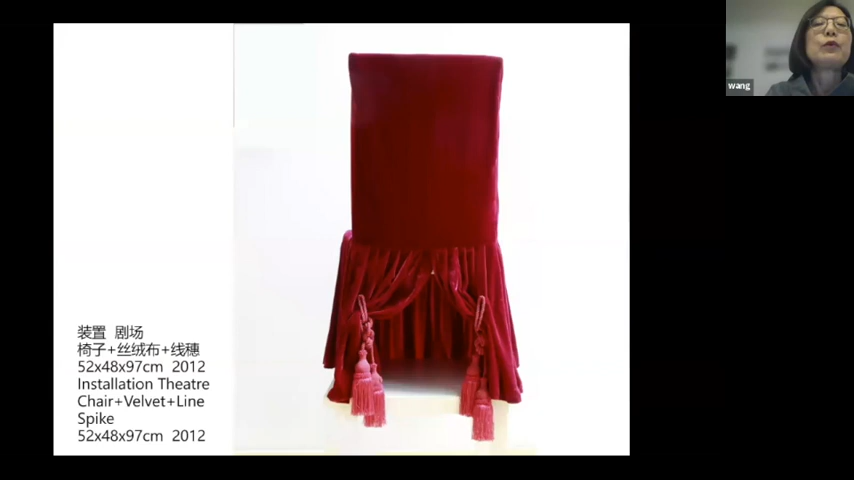 wang
装置 剧场
椅子+丝绒布+线穗
52x48x97cm 2012
Installation Theatre
Chair+Velvet+Line
Spike
52x48x97cm 2012